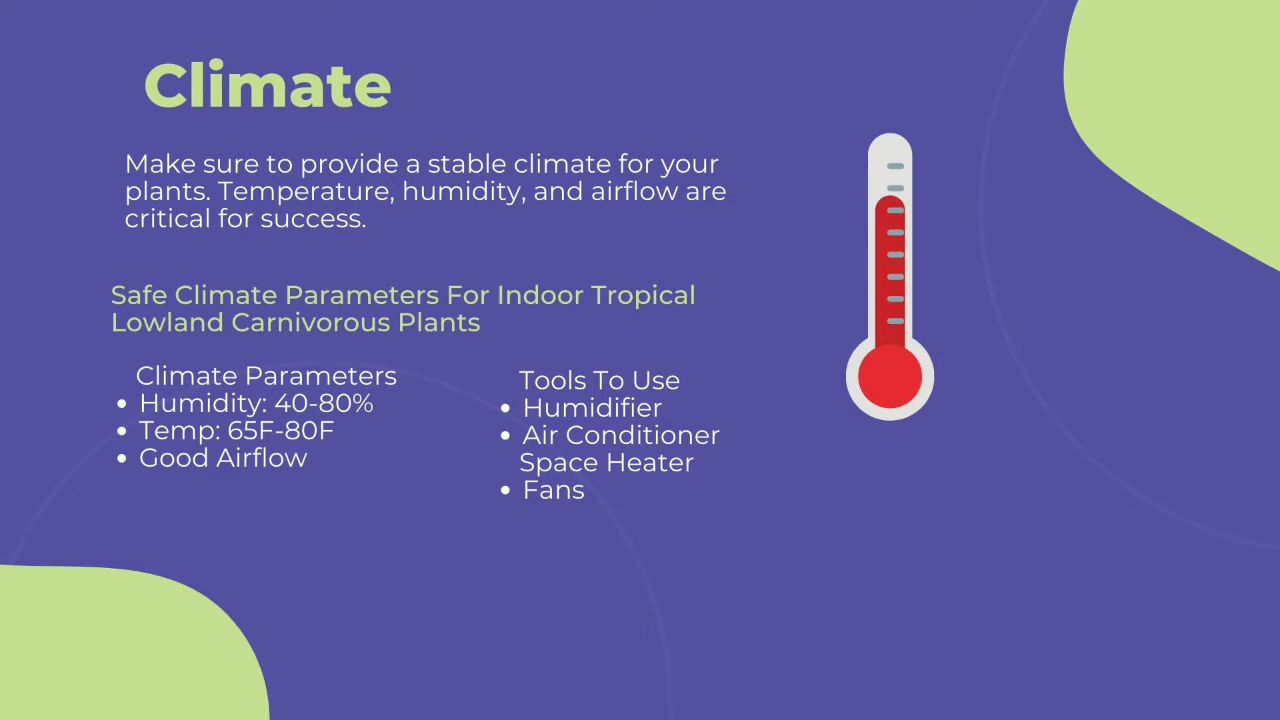 Climate
Make sure to provide a stable climate for your
plants. Temperature, humidity, and airflow are
critical for success.
Safe Climate Parameters For Indoor Tropical
Lowland Carnivorous Plants
Climate Parameters
• Humidity: 40-80%
• Temp: 65F-80F
• Good Airflow
Tools To Use
• Humidifier
• Air Conditioner
Space Heater
• Fans